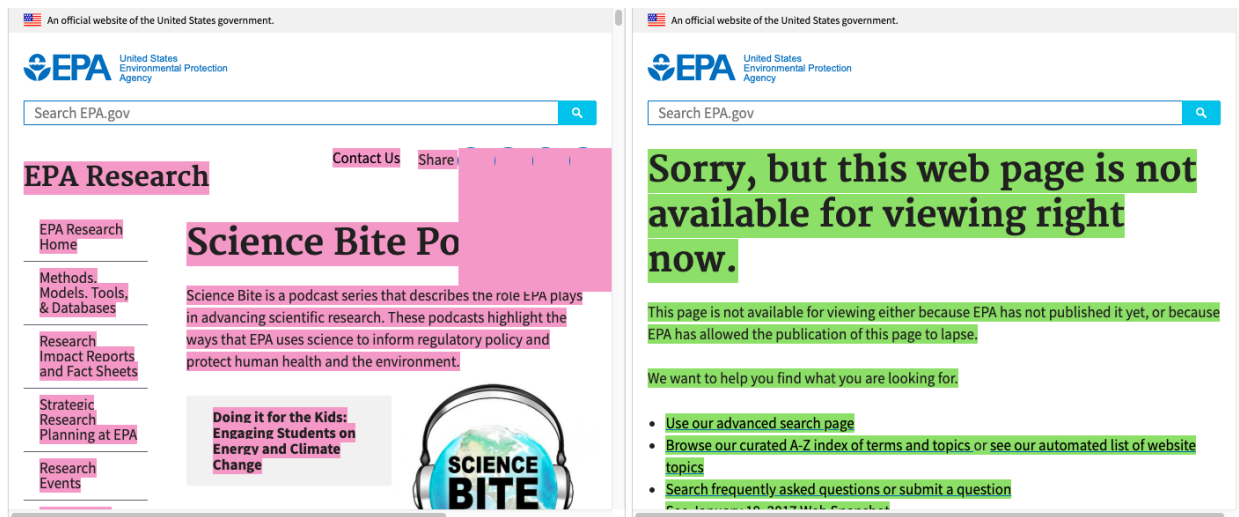 An official website of the United States government.
EPA
United States
Environmental Protection
Agency
Search EPA.gov
Contact Us
Share
EPA Research
EPA Research
Home
Methods,
Models, Tools,
& Databases
Research
Impact Reports
and Fact Sheets
Strategic
Research
Planning at EPA
Research
Events
Science Bite Po
Science Bite is a podcast series that describes the role EPA plays
in advancing scientific research. These podcasts highlight the
ways that EPA uses science to inform regulatory policy and
protect human health and the environment.
Doing it for the Kids:
Engaging Students on
Energy and Climate
Change
SCIENCE
BITE
An official website of the United States government.
EPA
United States
Environmental Protection
Agency
Search EPA.gov
Sorry, but this web page is not
available for viewing right
now.
This page is not available for viewing either because EPA has not published it yet, or because
EPA has allowed the publication of this page to lapse.
We want to help you find what you are looking for.
Use our advanced search page
Browse our curated A-Z index of terms and topics or see our automated list of website
topics
Search frequently asked questions or submit a question
See January 19, 2017 Web Snapshot